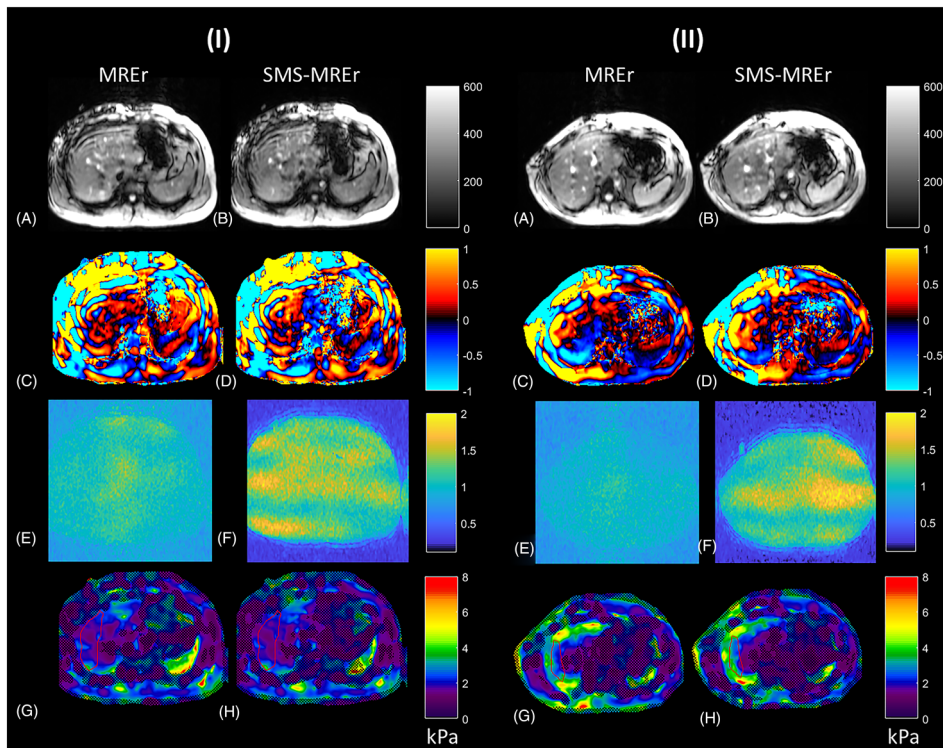 (I)
(II)
MREr
SMS-MREr
MREr
SMS-MREr
600
400
200
0
600
400
200
0
(A)
(B)
(A)
(B)
1
0.5
0
-0.5
-1
1
0.5
0
-0.5
-1
(C)
(D)
(C)
(D)
2
1.5
1
0.5
2
1.5
1
0.5
(E)
(F)
(E)
(F)
8
6
4
2
0
8
6
4
2
0
(G)
(H)
(G)
(H)
kPa
kPa